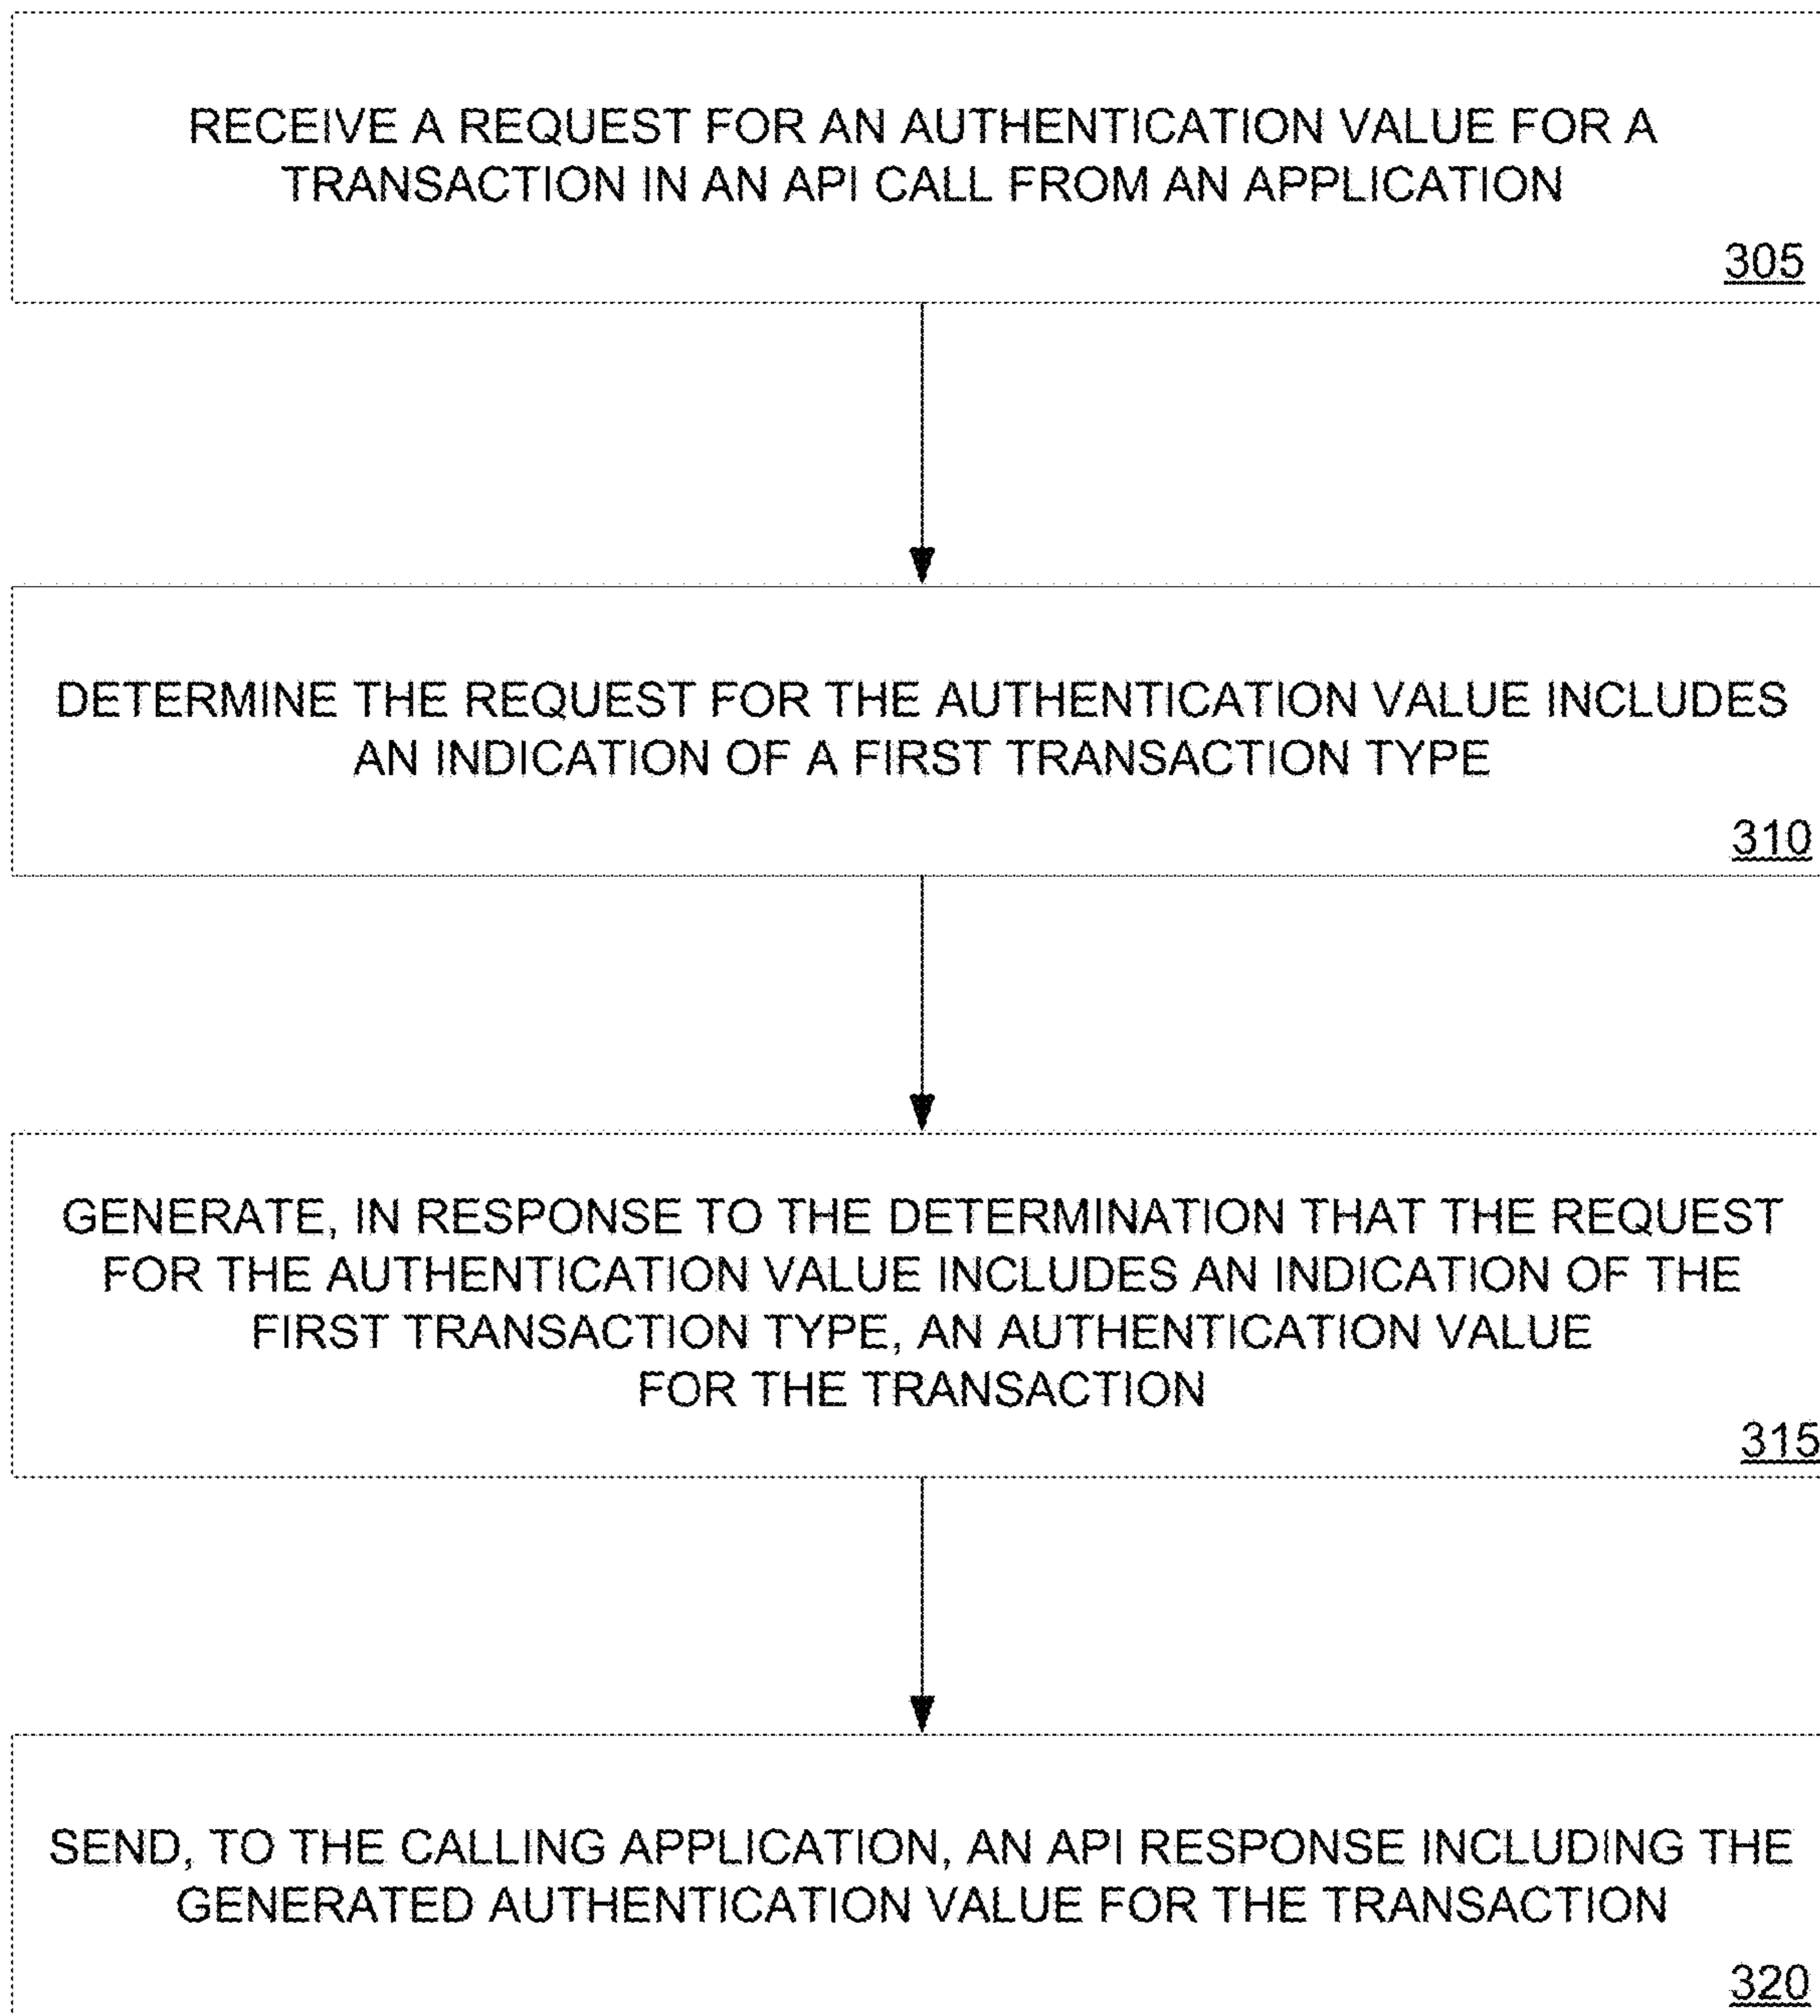 RECEIVE A REQUEST FOR AN AUTHENTICATION VALUE FOR A
TRANSACTION IN AN API CALL FROM AN APPLICATION
305
DETERMINE THE REQUEST FOR THE AUTHENTICATION VALUE INCLUDES
AN INDICATION OF A FIRST TRANSACTION TYPE
310
GENERATE, IN RESPONSE TO THE DETERMINATION THAT THE REQUEST
FOR THE AUTHENTICATION VALUE INCLUDES AN INDICATION OF THE
FIRST TRANSACTION TYPE, AN AUTHENTICATION VALUE
FOR THE TRANSACTION
315
SEND, TO THE CALLING APPLICATION, AN API RESPONSE INCLUDING THE
GENERATED AUTHENTICATION VALUE FOR THE TRANSACTION
320